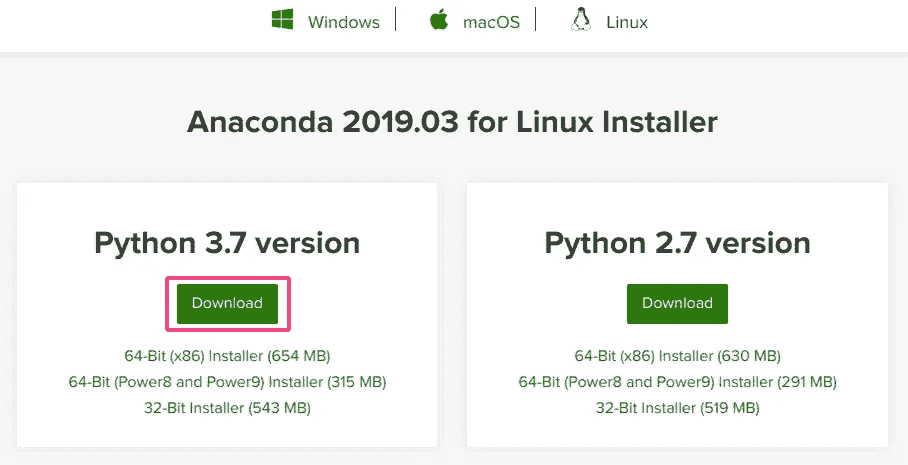 Windows macOS Linux
Anaconda 2019.03 for Linux Installer
Python 3.7 version
Download
64-Bit (x86) Installer (654 MB)
64-Bit (Power8 and Power9) Installer (315 MB)
32-Bit Installer (543 MB)
Python 2.7 version
Download
64-Bit (x86) Installer (630 MB)
64-Bit (Power8 and Power9) Installer (291 MB)
32-Bit Installer (519 MB)